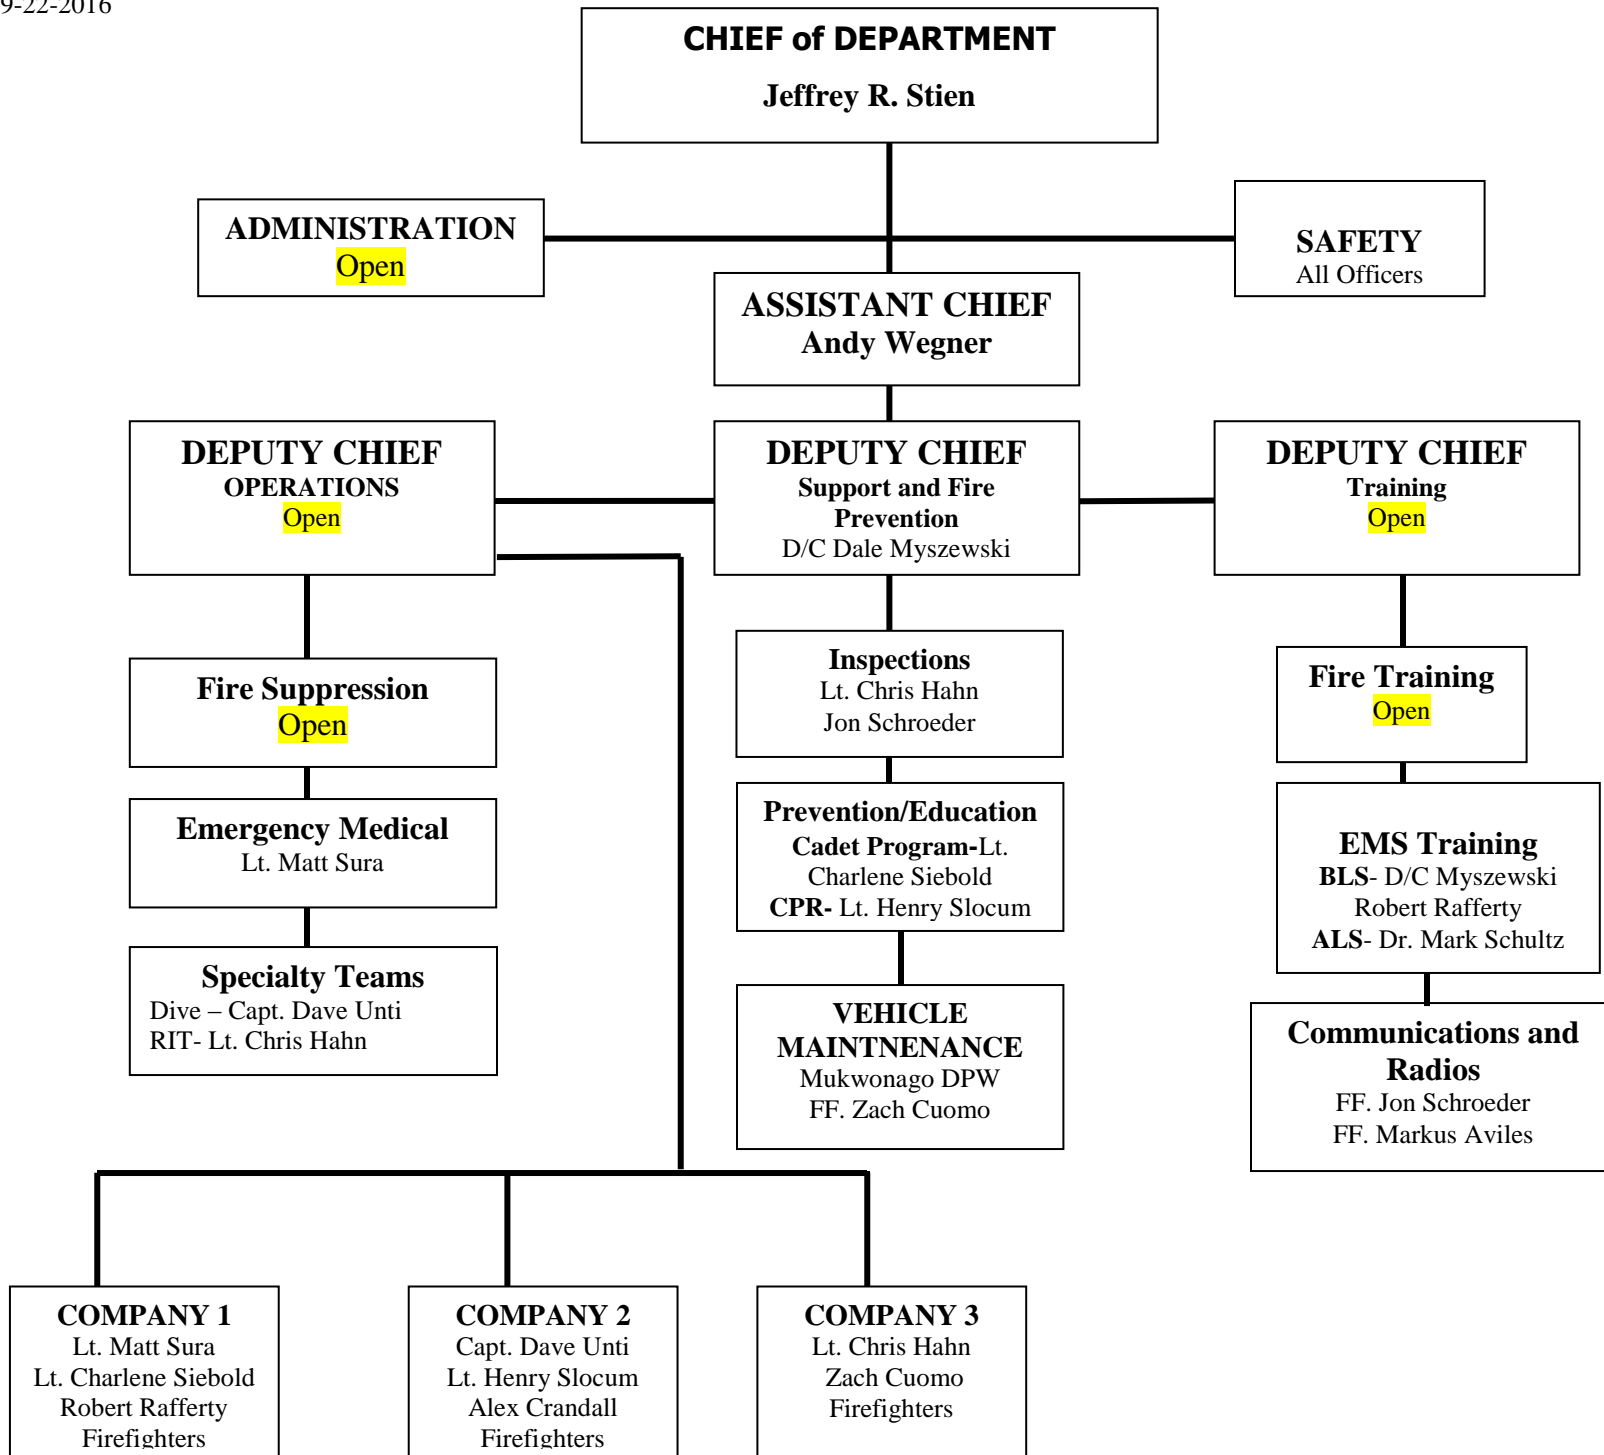 9-22-2016
CHIEF of DEPARTMENT
Jeffrey R. Stien
ADMINISTRATION
Open
SAFETY
All Officers
ASSISTANT CHIEF
Andy Wegner
DEPUTY CHIEF
OPERATIONS
Open
DEPUTY CHIEF
Support and Fire
Prevention
D/C Dale Myszewski
DEPUTY CHIEF
Training
Open
Fire Suppression
Open
Emergency Medical
Lt. Matt Sura
Specialty Teams
Dive – Capt. Dave Unti
RIT- Lt. Chris Hahn
Inspections
Lt. Chris Hahn
Jon Schroeder
Prevention/Education
Cadet Program-Lt.
Charlene Siebold
CPR- Lt. Henry Slocum
VEHICLE
MAINTNENANCE
Mukwonago DPW
FF. Zach Cuomo
Fire Training
Open
EMS Training
BLS- D/C Myszewski
Robert Rafferty
ALS- Dr. Mark Schultz
Communications and
Radios
FF. Jon Schroeder
FF. Markus Aviles
COMPANY 1
Lt. Matt Sura
Lt. Charlene Siebold
Robert Rafferty
Firefighters
COMPANY 2
Capt. Dave Unti
Lt. Henry Slocum
Alex Crandall
Firefighters
COMPANY 3
Lt. Chris Hahn
Zach Cuomo
Firefighters